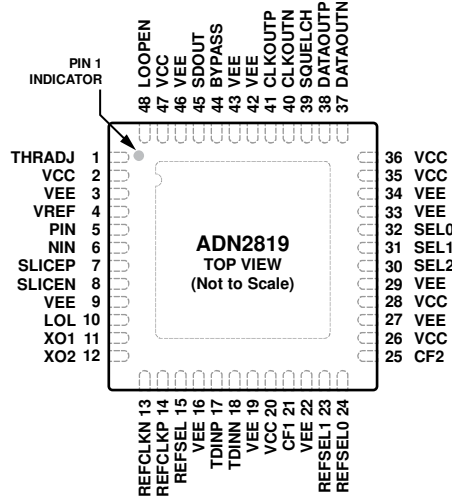 PIN 1
INDICATOR
48 LOOPEN
47 VCC
46 VEE
45 SDOUT
44 BYPASS
43 VEE
42 VEE
41 CLKOUTP
40 CLKOUTN
39 SQUELCH
38 DATAOUTP
37 DATAOUTN
THRADJ 1
VCC 2
VEE 3
VREF 4
PIN 5
NIN 6
SLICEP 7
SLICEN 8
VEE 9
LOL 10
XO1 11
XO2 12
ADN2819
TOP VIEW
(Not to Scale)
36 VCC
35 VCC
34 VEE
33 VEE
32 SEL0
31 SEL1
30 SEL2
29 VEE
28 VCC
27 VEE
26 VCC
25 CF2
REFCLKN 13
REFCLKP 14
REFSEL 15
VEE 16
TDINP 17
TDINN 18
VEE 19
VCC 20
CF1 21
VEE 22
REFSEL1 23
REFSEL0 24